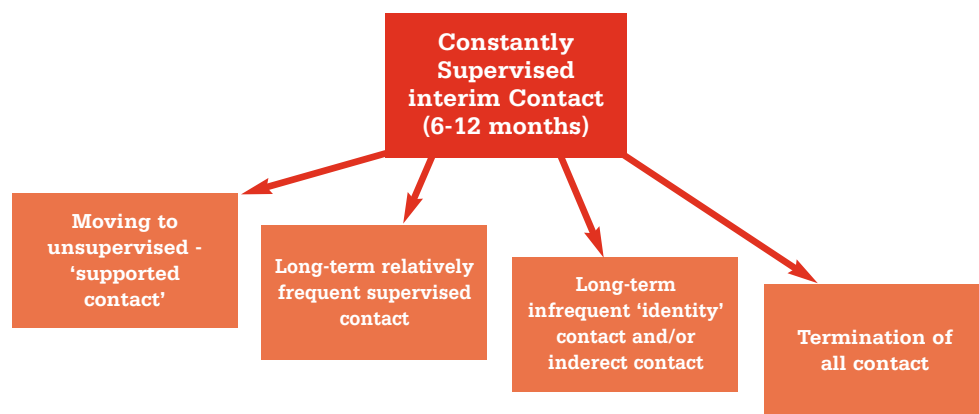 Constantly
Supervised
interim Contact
(6-12 months)
Moving to
unsupervised -
‘supported
contact’
Long-term relatively
frequent supervised
contact
Long-term
infrequent ‘identity’
contact and/or
inderect contact
Termination of
all contact